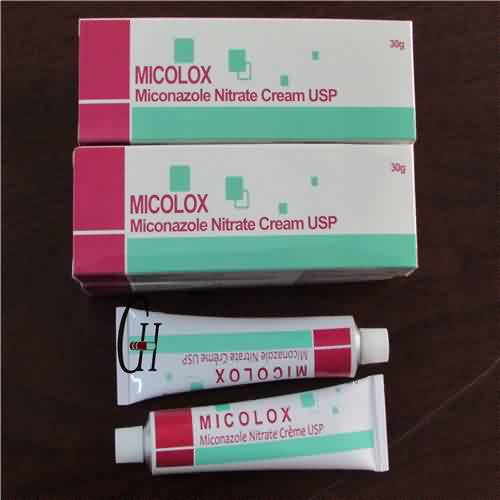 30g
MICOLOX
Miconazole Nitrate Cream USP
30g
MICOLOX
Miconazole Nitrate Cream USP
GH
MICOLOX
Miconazole Nitrate Crème USP
MICOLOX
Miconazole Nitrate Crème USP